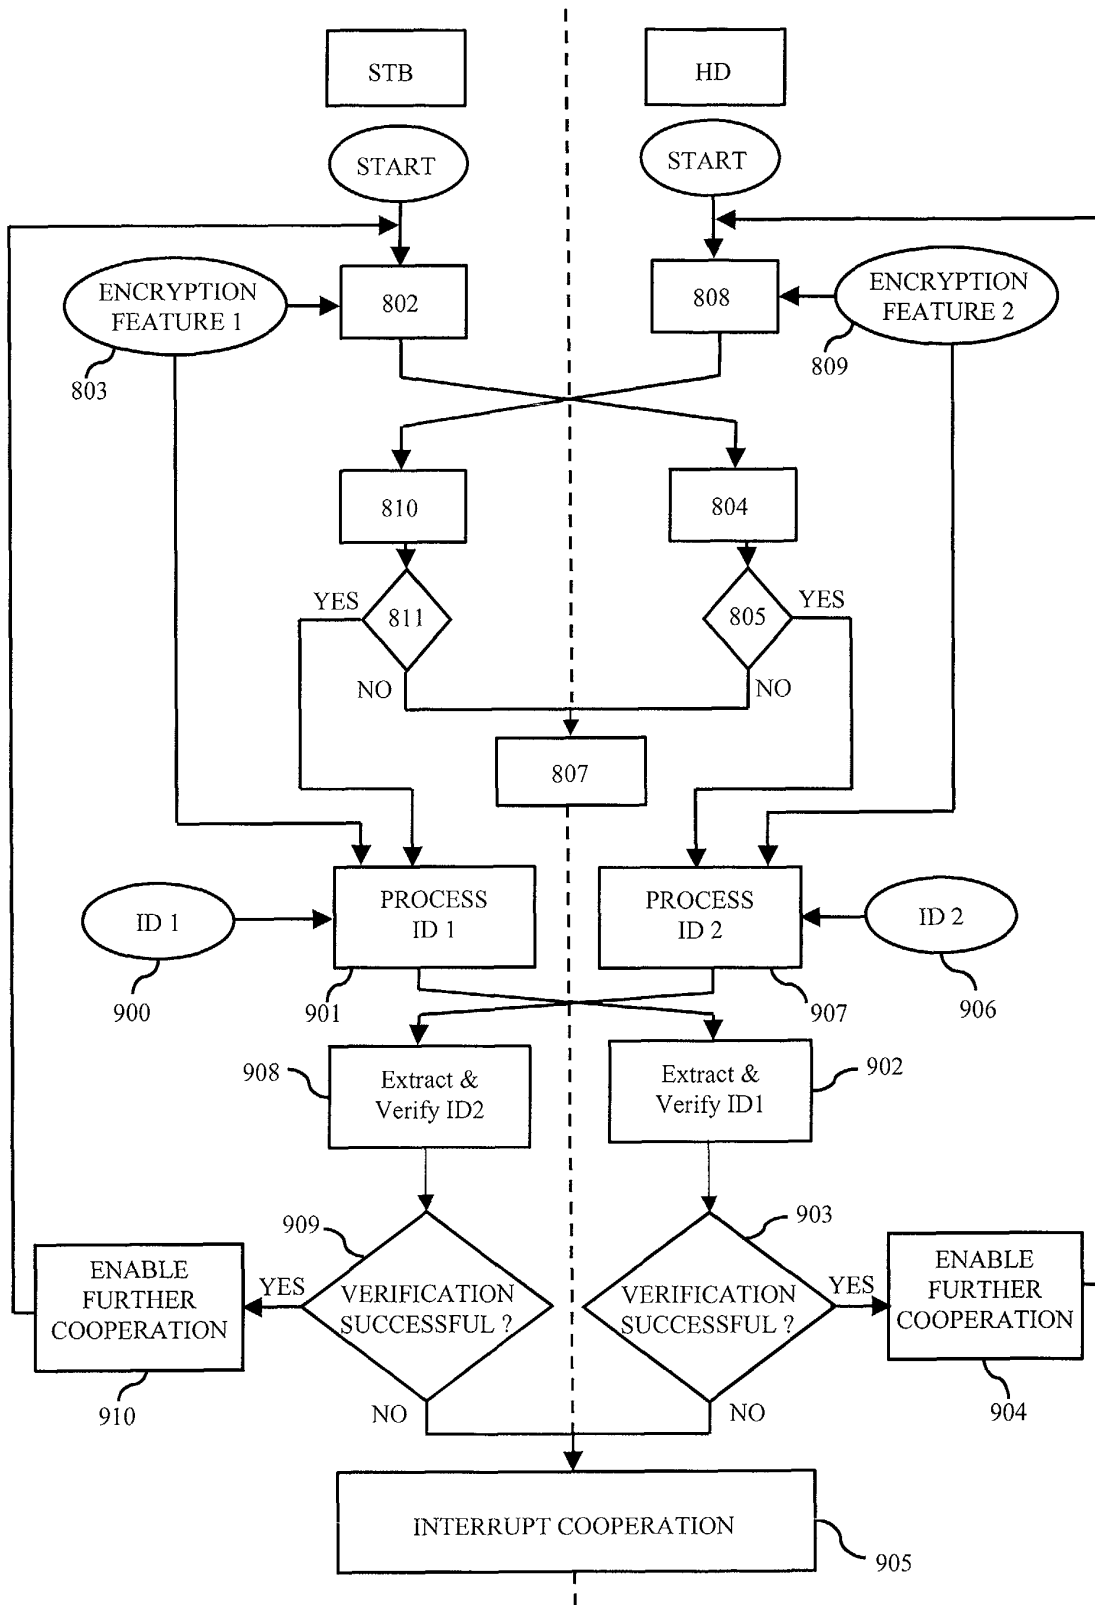 STB
HD
START
START
ENCRYPTION
FEATURE 1
802
808
ENCRYPTION
FEATURE 2
803
809
810
804
YES
811
805
YES
NO
NO
807
ID 1
PROCESS
ID 1
PROCESS
ID 2
ID 2
900
901
907
906
908
Extract &
Verify ID2
Extract &
Verify ID1
902
909
903
ENABLE
FURTHER
COOPERATION
YES
VERIFICATION
SUCCESSFUL ?
VERIFICATION
SUCCESSFUL ?
YES
ENABLE
FURTHER
COOPERATION
910
NO
NO
904
INTERRUPT COOPERATION
905